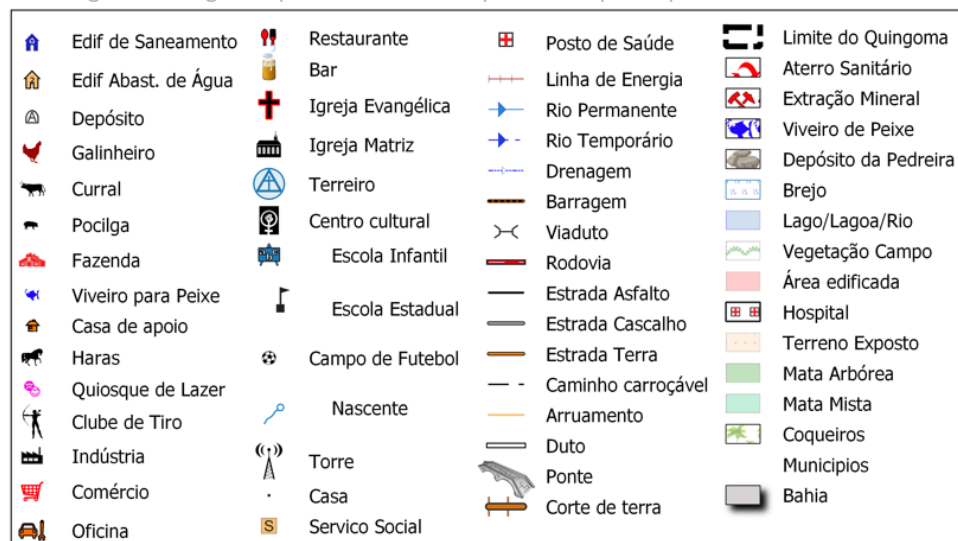 Edif de Saneamento
Edif Abast. de Água
Depósito
Galinheiro
Curral
Pocilga
Fazenda
Viveiro para Peixe
Casa de apoio
Haras
Quiosque de Lazer
Clube de Tiro
Indústria
Comércio
Oficina
Restaurante
Bar
Igreja Evangélica
Igreja Matriz
Terreiro
Centro cultural
Escola Infantil
Escola Estadual
Campo de Futebol
Nascente
Torre
Casa
S Servico Social
Posto de Saúde
Linha de Energia
Rio Permanente
Rio Temporário
Drenagem
Barragem
Viaduto
Rodovia
Estrada Asfalto
Estrada Cascalho
Estrada Terra
Caminho carroçável
Arruamento
Duto
Ponte
Corte de terra
Limite do Quingoma
Aterro Sanitário
Extração Mineral
Viveiro de Peixe
Depósito da Pedreira
Brejo
Lago/Lagoa/Rio
Vegetação Campo
Área edificada
Hospital
Terreno Exposto
Mata Arbórea
Mata Mista
Coqueiros
Municipios
Bahia